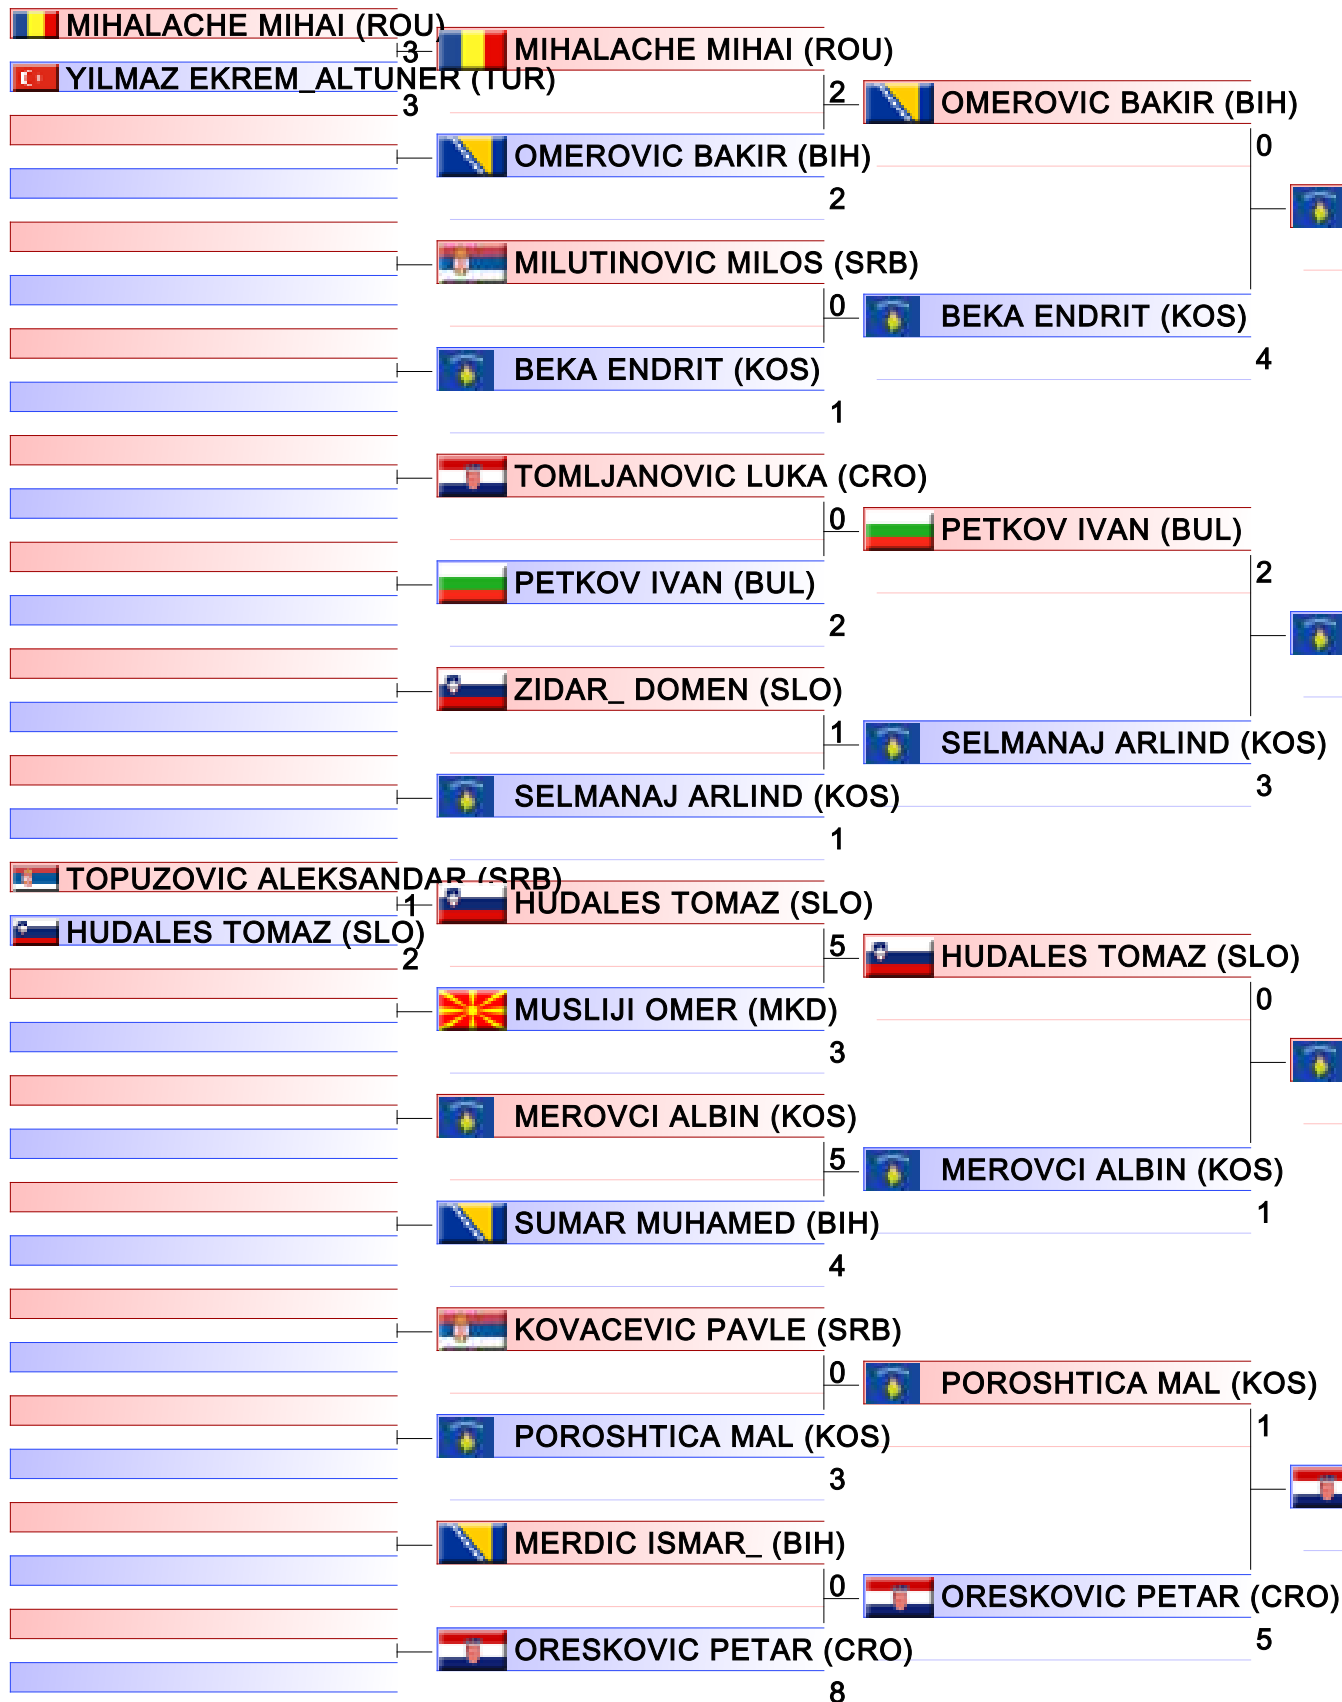 MIHALACHE MIHAI (ROU)
3
YILMAZ EKREM_ALTUNER (TUR)
3
TOPUZOVIC ALEKSANDAR (SRB)
1
HUDALES TOMAZ (SLO)
2
MIHALACHE MIHAI (ROU)
2
OMEROVIC BAKIR (BIH)
2
MILUTINOVIC MILOS (SRB)
0
BEKA ENDRIT (KOS)
1
TOMLJANOVIC LUKA (CRO)
0
PETKOV IVAN (BUL)
2
ZIDAR_ DOMEN (SLO)
1
SELMANAJ ARLIND (KOS)
1
HUDALES TOMAZ (SLO)
5
MUSLIJI OMER (MKD)
3
MEROVCI ALBIN (KOS)
5
SUMAR MUHAMED (BIH)
4
KOVACEVIC PAVLE (SRB)
0
POROSHTICA MAL (KOS)
3
MERDIC ISMAR_ (BIH)
0
ORESKOVIC PETAR (CRO)
8
OMEROVIC BAKIR (BIH)
0
BEKA ENDRIT (KOS)
4
PETKOV IVAN (BUL)
2
SELMANAJ ARLIND (KOS)
3
HUDALES TOMAZ (SLO)
0
MEROVCI ALBIN (KOS)
1
POROSHTICA MAL (KOS)
1
ORESKOVIC PETAR (CRO)
5